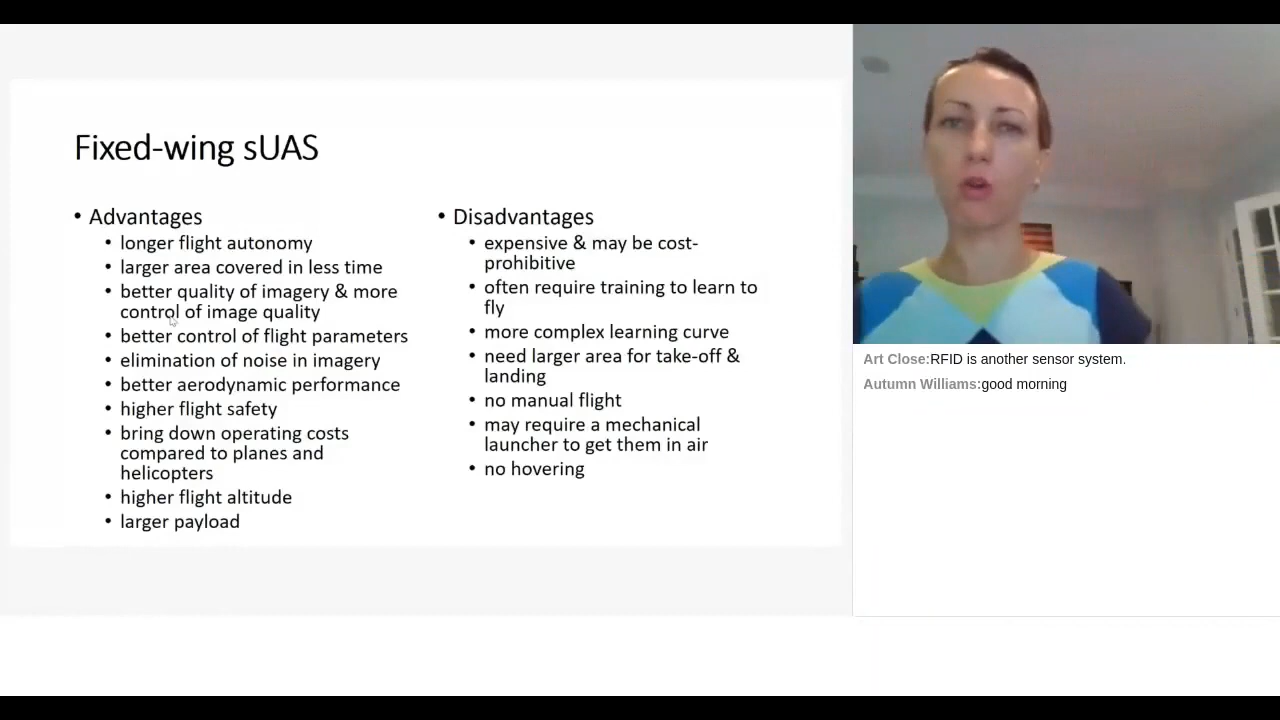 Fixed-wing sUAS
• Advantages
• longer flight autonomy
• larger area covered in less time
• better quality of imagery & more
control of image quality
• better control of flight parameters
• elimination of noise in imagery
• better aerodynamic performance
• higher flight safety
• bring down operating costs
compared to planes and
helicopters
• higher flight altitude
• larger payload
• Disadvantages
• expensive & may be cost-
prohibitive
• often require training to learn to
fly
• more complex learning curve
• need larger area for take-off &
landing
• no manual flight
• may require a mechanical
launcher to get them in air
• no hovering
Art Close:RFID is another sensor system.
Autumn Williams:good morning